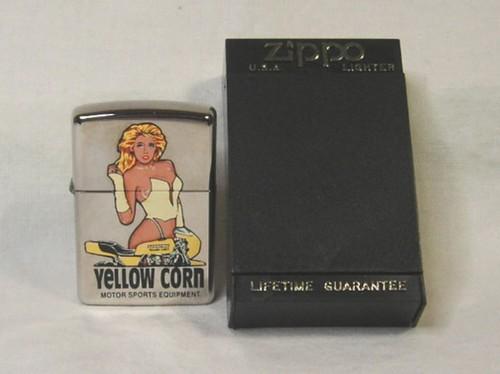 Zippo
U.S.A. LIGHTER
YELLOW CORN
MOTOR SPORTS EQUIPMENT
LIFETIME GUARANTEE